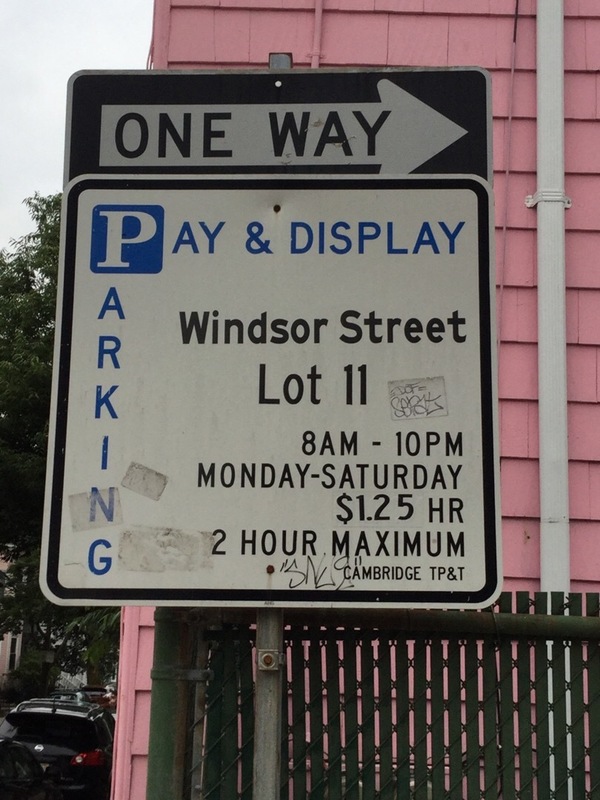 ONE WAY
PAY & DISPLAY
PARKING
Windsor Street
Lot 11
8AM - 10PM
MONDAY-SATURDAY
$1.25 HR
2 HOUR MAXIMUM
CAMBRIDGE TP&T